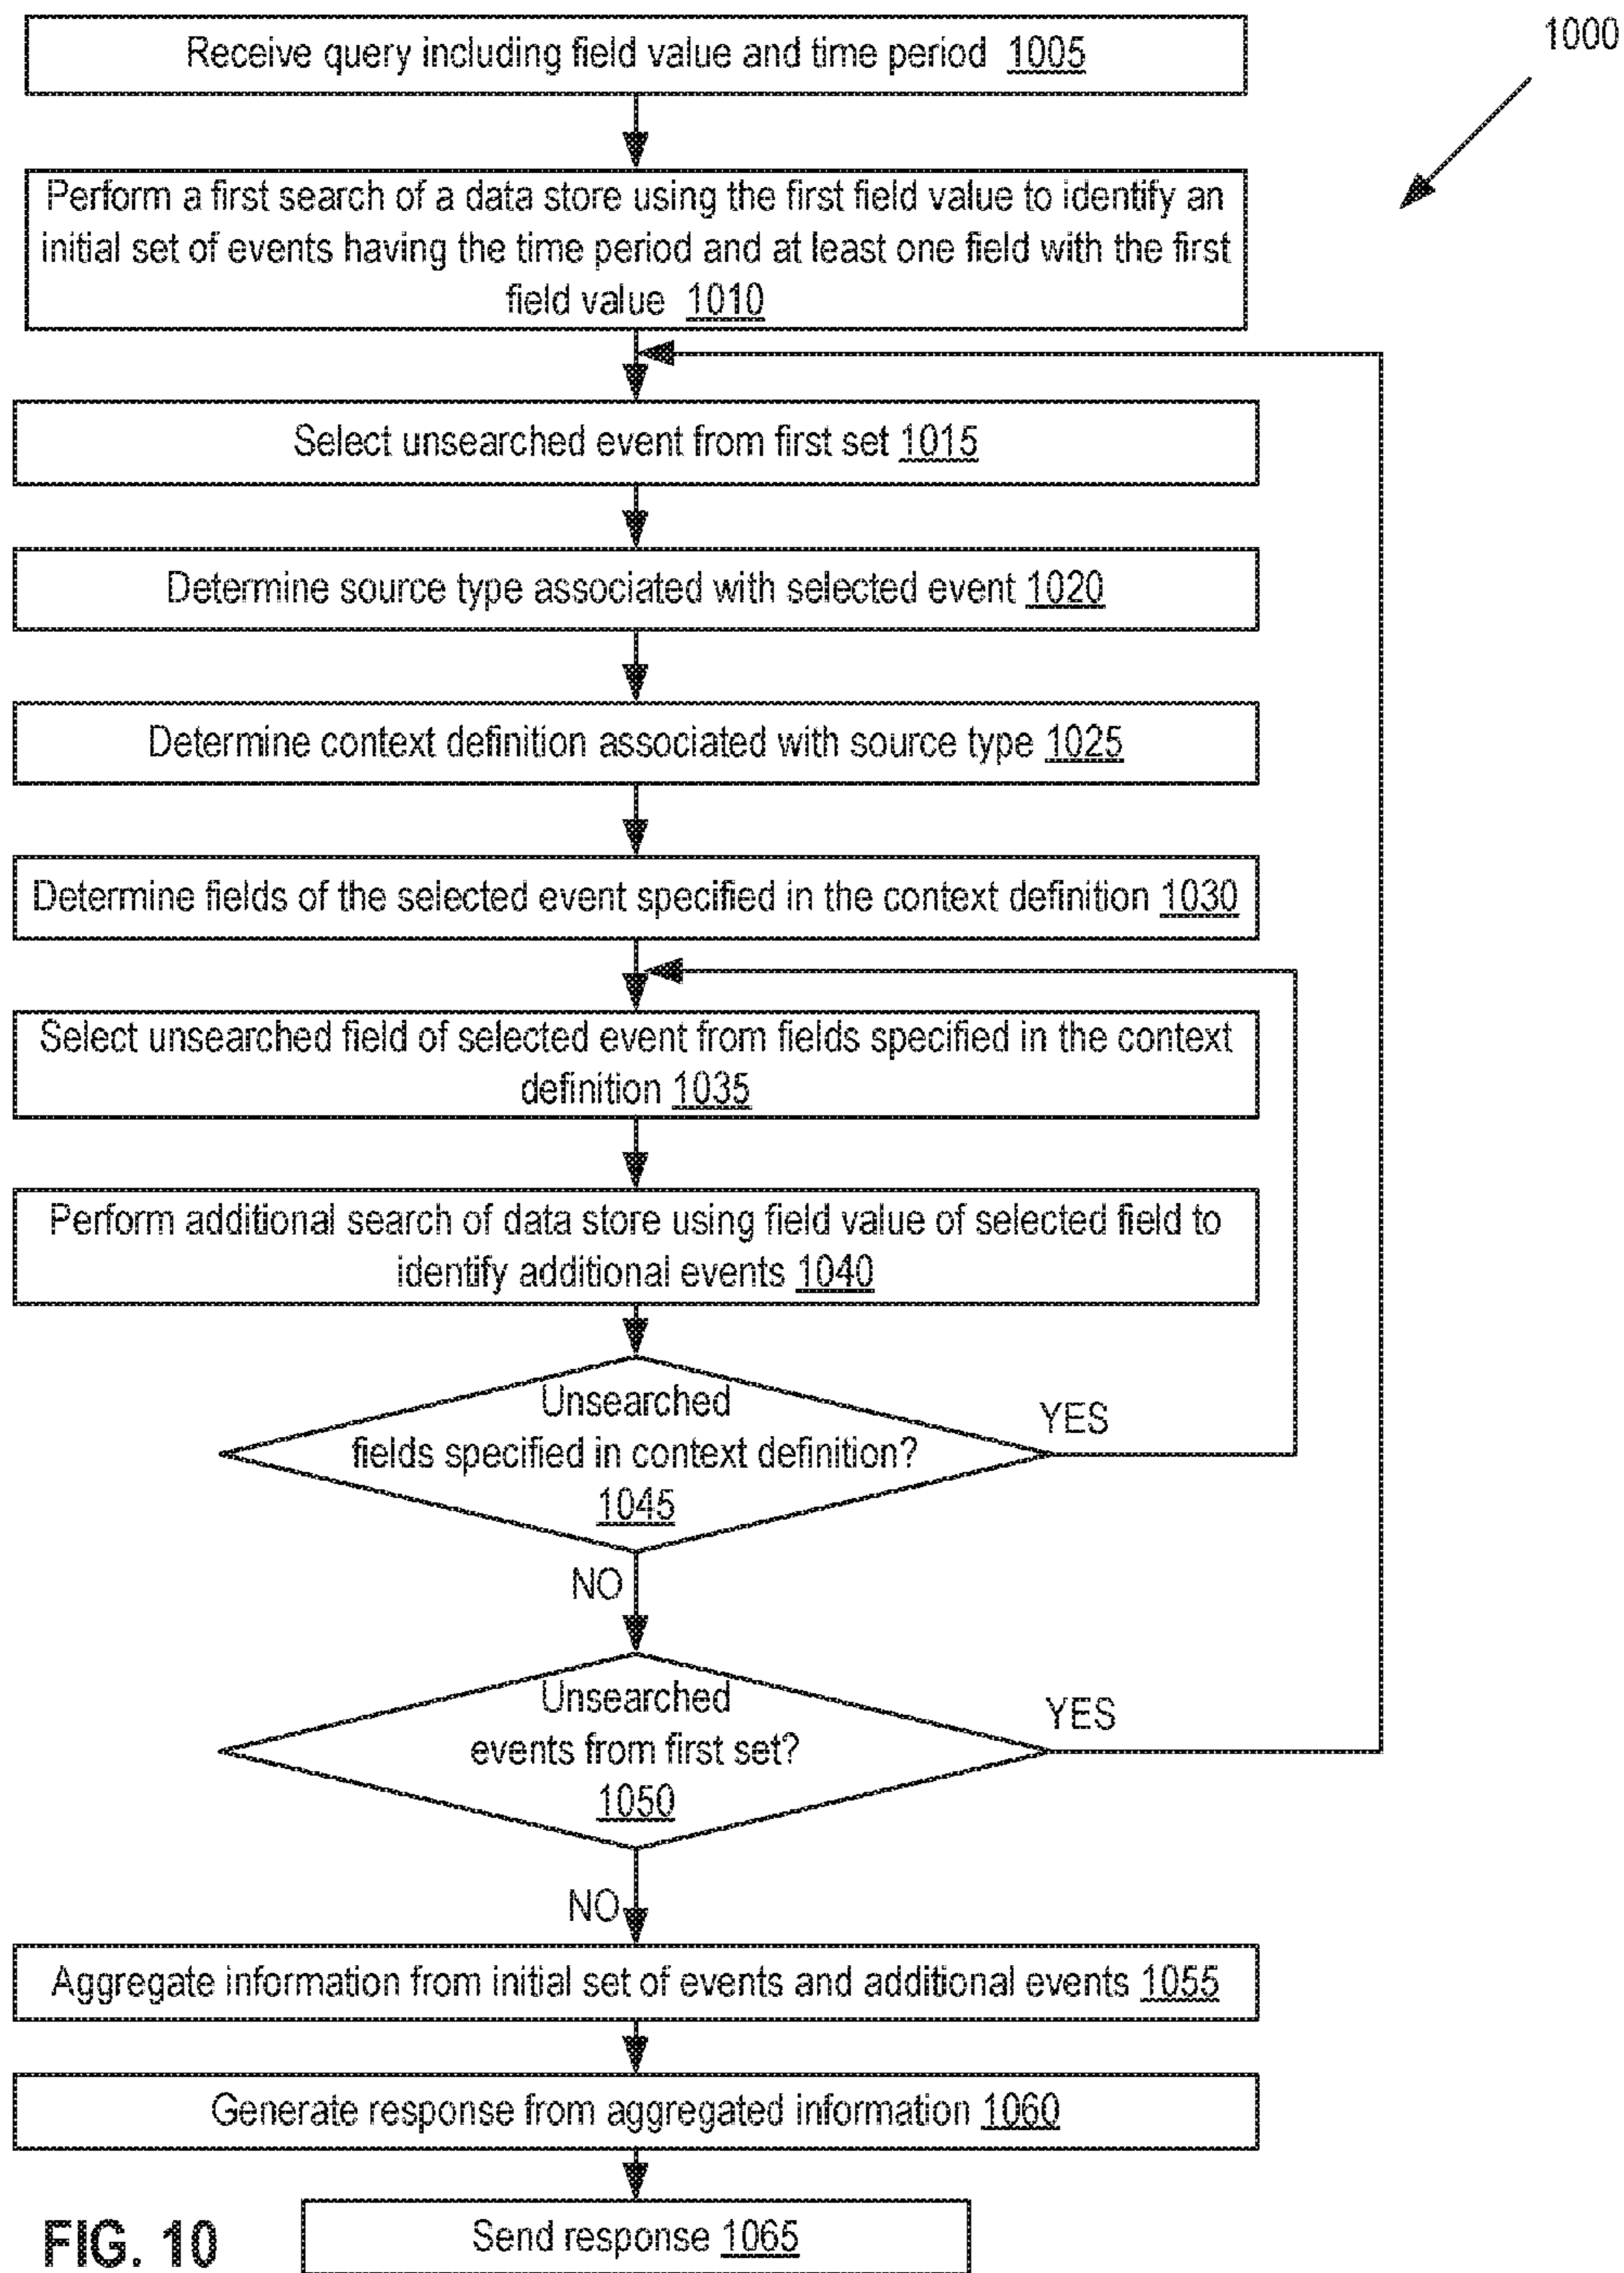 1000
Receive query including field value and time period 1005
Perform a first search of a data store using the first field value to identify an
initial set of events having the time period and at least one field with the first
field value 1010
Select unsearched event from first set 1015
Determine source type associated with selected event 1020
Determine context definition associated with source type 1025
Determine fields of the selected event specified in the context definition 1030
Select unsearched field of selected event from fields specified in the context
definition 1035
Perform additional search of data store using field value of selected field to
identify additional events 1040
Unsearched
fields specified in context definition?
1045
YES
NO
Unsearched
events from first set?
1050
YES
NO
Aggregate information from initial set of events and additional events 1055
Generate response from aggregated information 1060
Send response 1065
FIG. 10